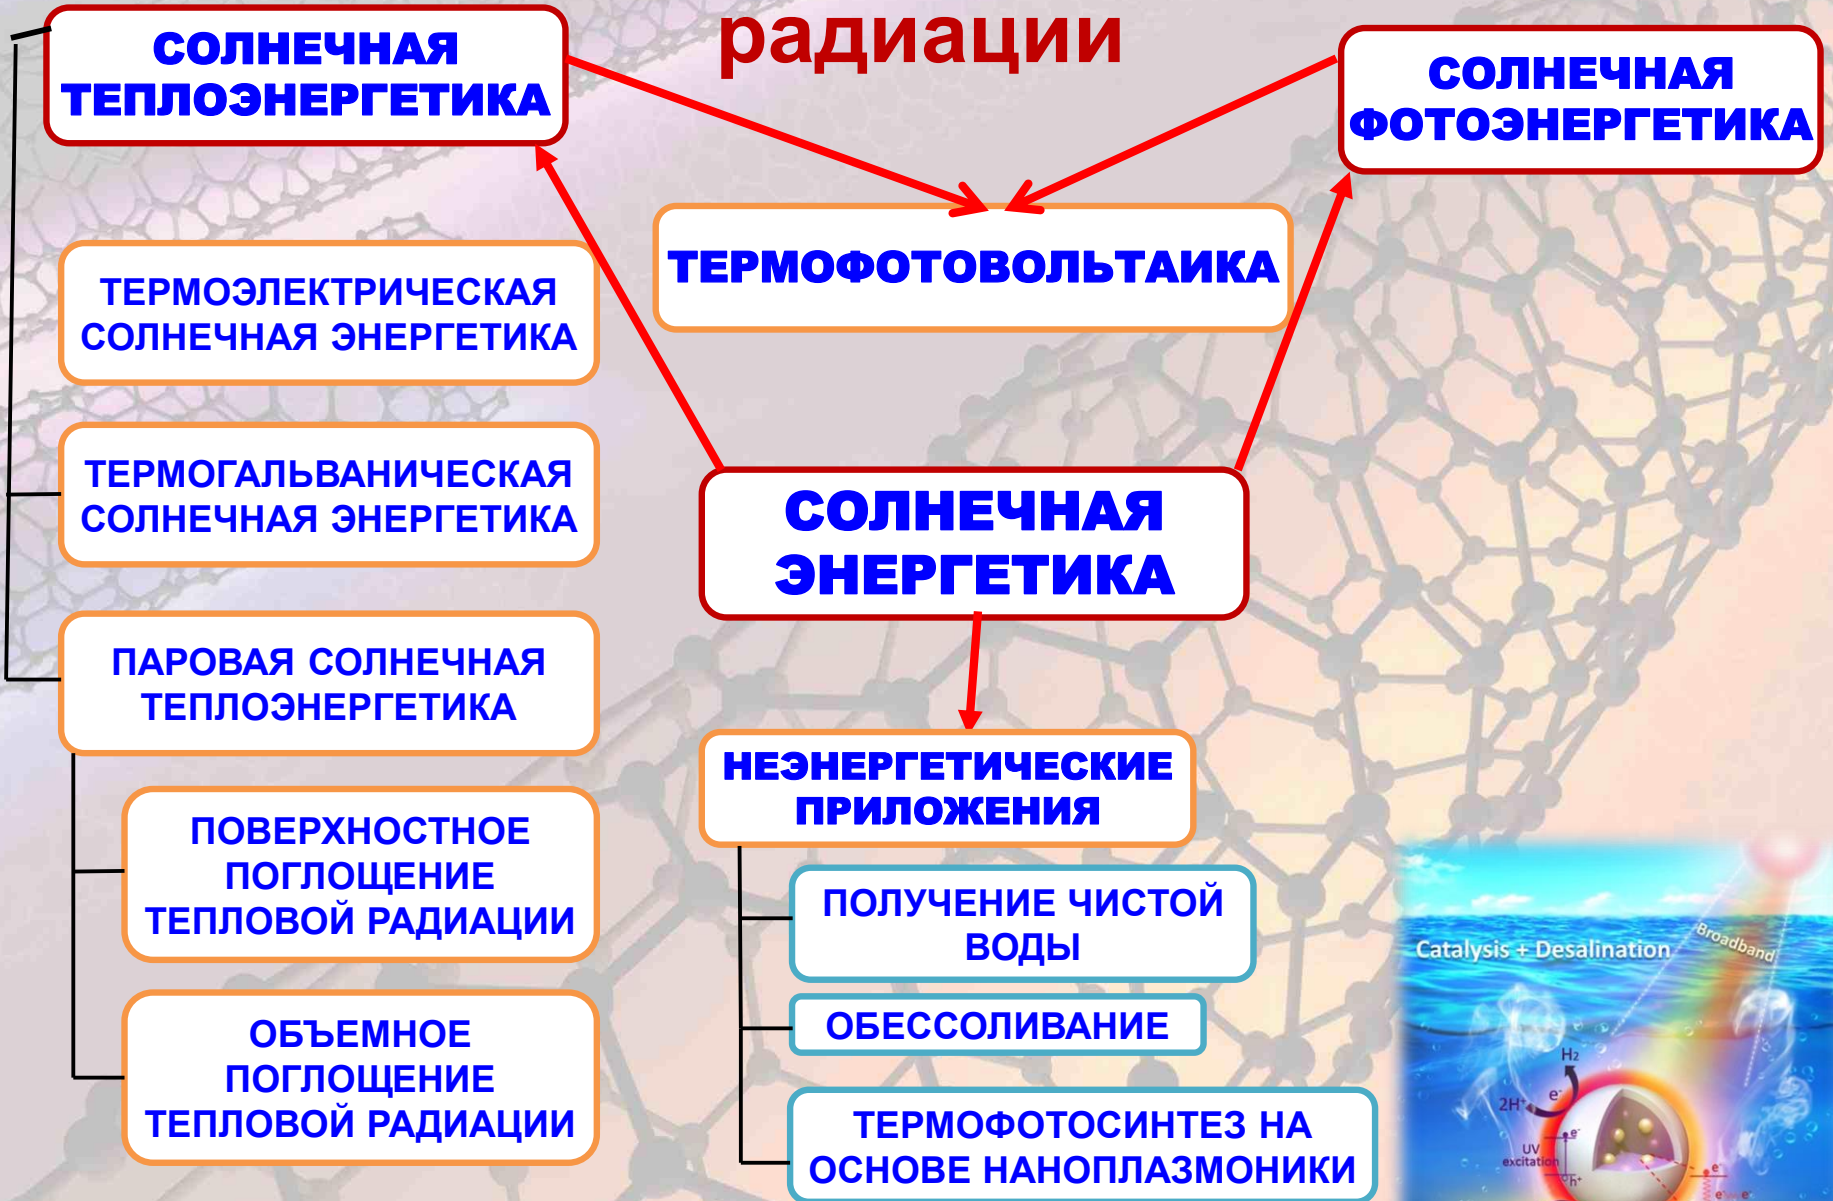 радиации
СОЛНЕЧНАЯ
ТЕПЛОЭНЕРГЕТИКА
СОЛНЕЧНАЯ
ФОТОЭНЕРГЕТИКА
ТЕРМОФОТОВОЛЬТАИКА
ТЕРМОЭЛЕКТРИЧЕСКАЯ
СОЛНЕЧНАЯ ЭНЕРГЕТИКА
ТЕРМОГАЛЬВАНИЧЕСКАЯ
СОЛНЕЧНАЯ ЭНЕРГЕТИКА
ПАРОВАЯ СОЛНЕЧНАЯ
ТЕПЛОЭНЕРГЕТИКА
ПОВЕРХНОСТНОЕ
ПОГЛОЩЕНИЕ
ТЕПЛОВОЙ РАДИАЦИИ
ОБЪЕМНОЕ
ПОГЛОЩЕНИЕ
ТЕПЛОВОЙ РАДИАЦИИ
СОЛНЕЧНАЯ
ЭНЕРГЕТИКА
НЕЭНЕРГЕТИЧЕСКИЕ
ПРИЛОЖЕНИЯ
ПОЛУЧЕНИЕ ЧИСТОЙ
ВОДЫ
ОБЕССОЛИВАНИЕ
ТЕРМОФОТОСИНТЕЗ НА
ОСНОВЕ НАНОПЛАЗМОНИКИ
Catalysis + Desalination
Broadband
H2
2H+
e-
e-
UV
excitation
h+
e-
e-
e-